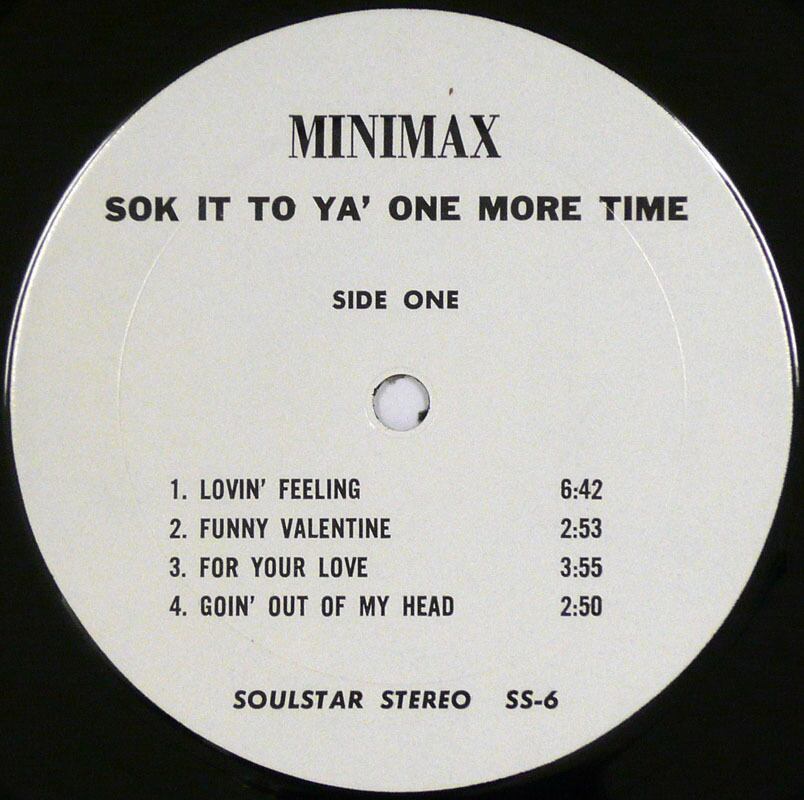 MINIMAX
SOK IT TO YA' ONE MORE TIME
SIDE ONE
1. LOVIN' FEELING 6:42
2. FUNNY VALENTINE 2:53
3. FOR YOUR LOVE 3:55
4. GOIN' OUT OF MY HEAD 2:50
SOULSTAR STEREO SS-6